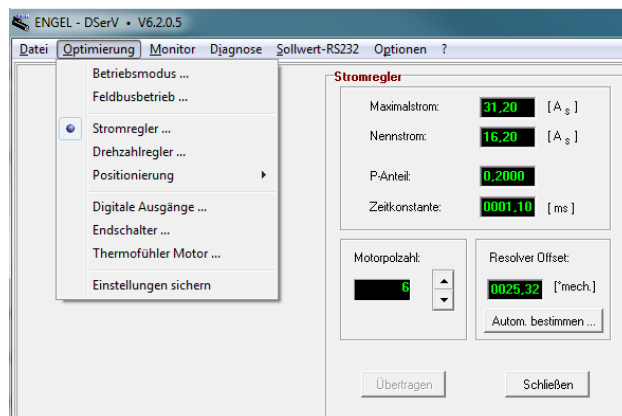 ENGEL - DSerV • V6.2.0.5
Datei Optimierung Monitor Diagnose Sollwert-RS232 Optionen ?
Betriebsmodus ...
Feldbusbetrieb ...
Stromregler ...
Drehzahlregler ...
Positionierung
Digitale Ausgänge ...
Endschalter ...
Thermofühler Motor ...
Einstellungen sichern
Stromregler
Maximalstrom: 31,20 [A s]
Nennstrom: 16,20 [A s]
P-Anteil: 0,2000
Zeitkonstante: 0001,10 [ms]
Motorpolzahl:
6
Resolver Offset:
0025,32 [°mech.]
Autom. bestimmen ...
Übertragen
Schließen